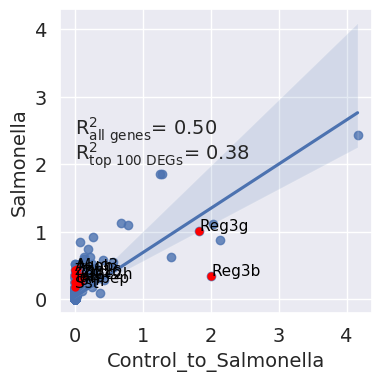 4
3
2
1
0
Salmonella
R²all genes= 0.50
R²top 100 DEGs= 0.38
Reg3g
Reg3b
0 1 2 3 4
Control_to_Salmonella